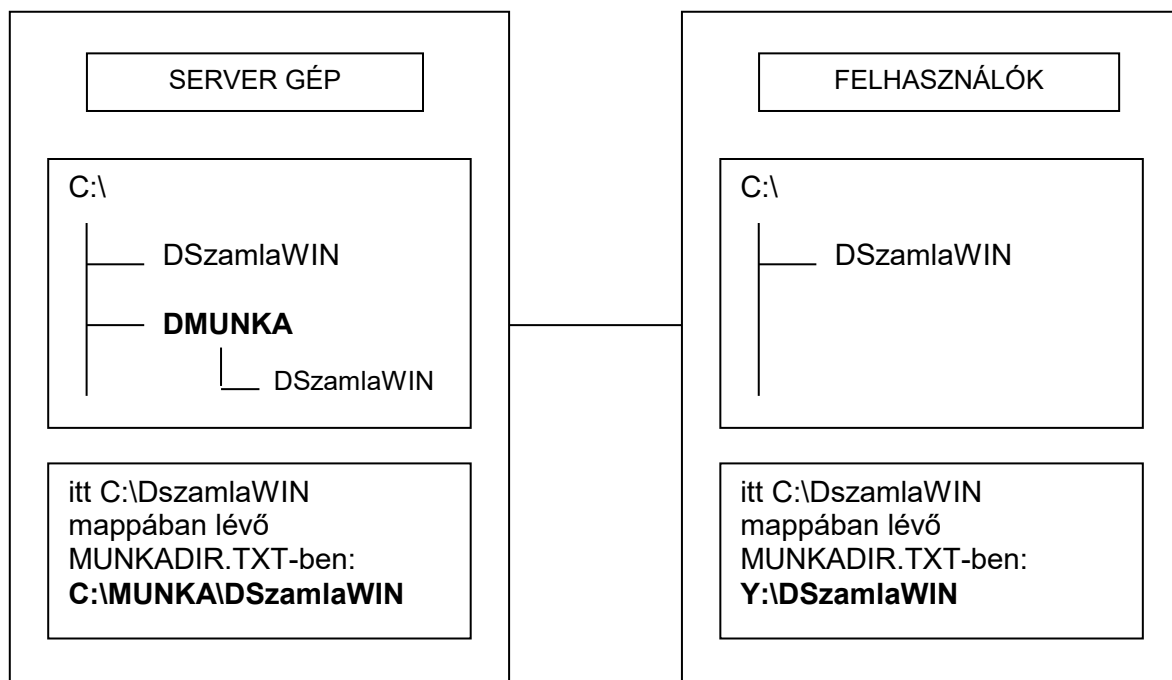 SERVER GÉP
C:\
DSzamlaWIN
DMUNKA
DSzamlaWIN
itt C:\DszamlaWIN
mappában lévő
MUNKADIR.TXT-ben:
C:\MUNKA\DSzamlaWIN
FELHASZNÁLÓK
C:\
DSzamlaWIN
itt C:\DszamlaWIN
mappában lévő
MUNKADIR.TXT-ben:
Y:\DSzamlaWIN